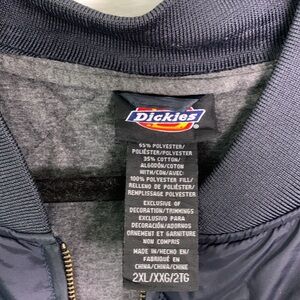 Dickies
65% POLYESTER/
POLIÉSTER/POLYESTER
35% COTTON/
ALGODÓN/COTON
WITH/CON/AVEC:
100% POLYESTER FILL/
RELLENO DE POLIÉSTER/
REMPLISSAGE POLYESTER
EXCLUSIVE OF
DECORATION/TRIMMINGS
EXCLUSIVO PARA
DECORACIÓN/ADORNOS
ORNEMENT ET GARNITURE
NON COMPRIS
MADE IN/HECHO EN/
FABRIQUÉ EN
CHINA/CHINA/CHINE
2XL/XXG/2TG